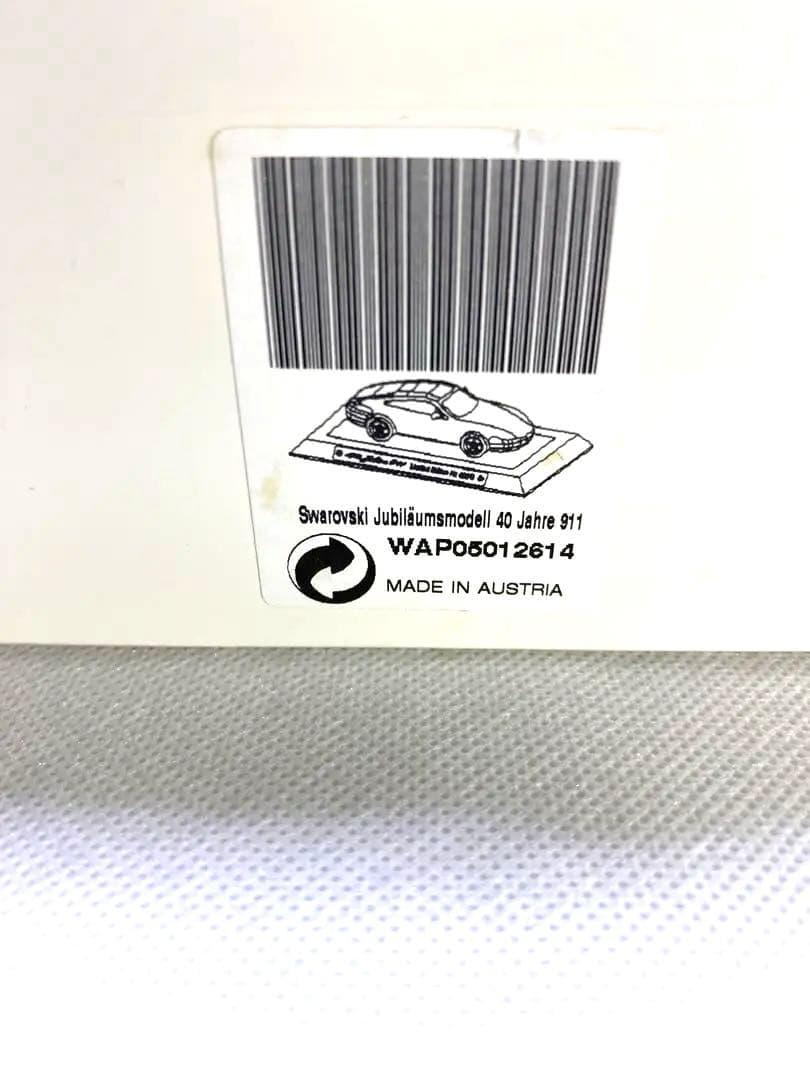 Swarovski Jubiläumsmodell 40 Jahre 911
WAP05012614
MADE IN AUSTRIA